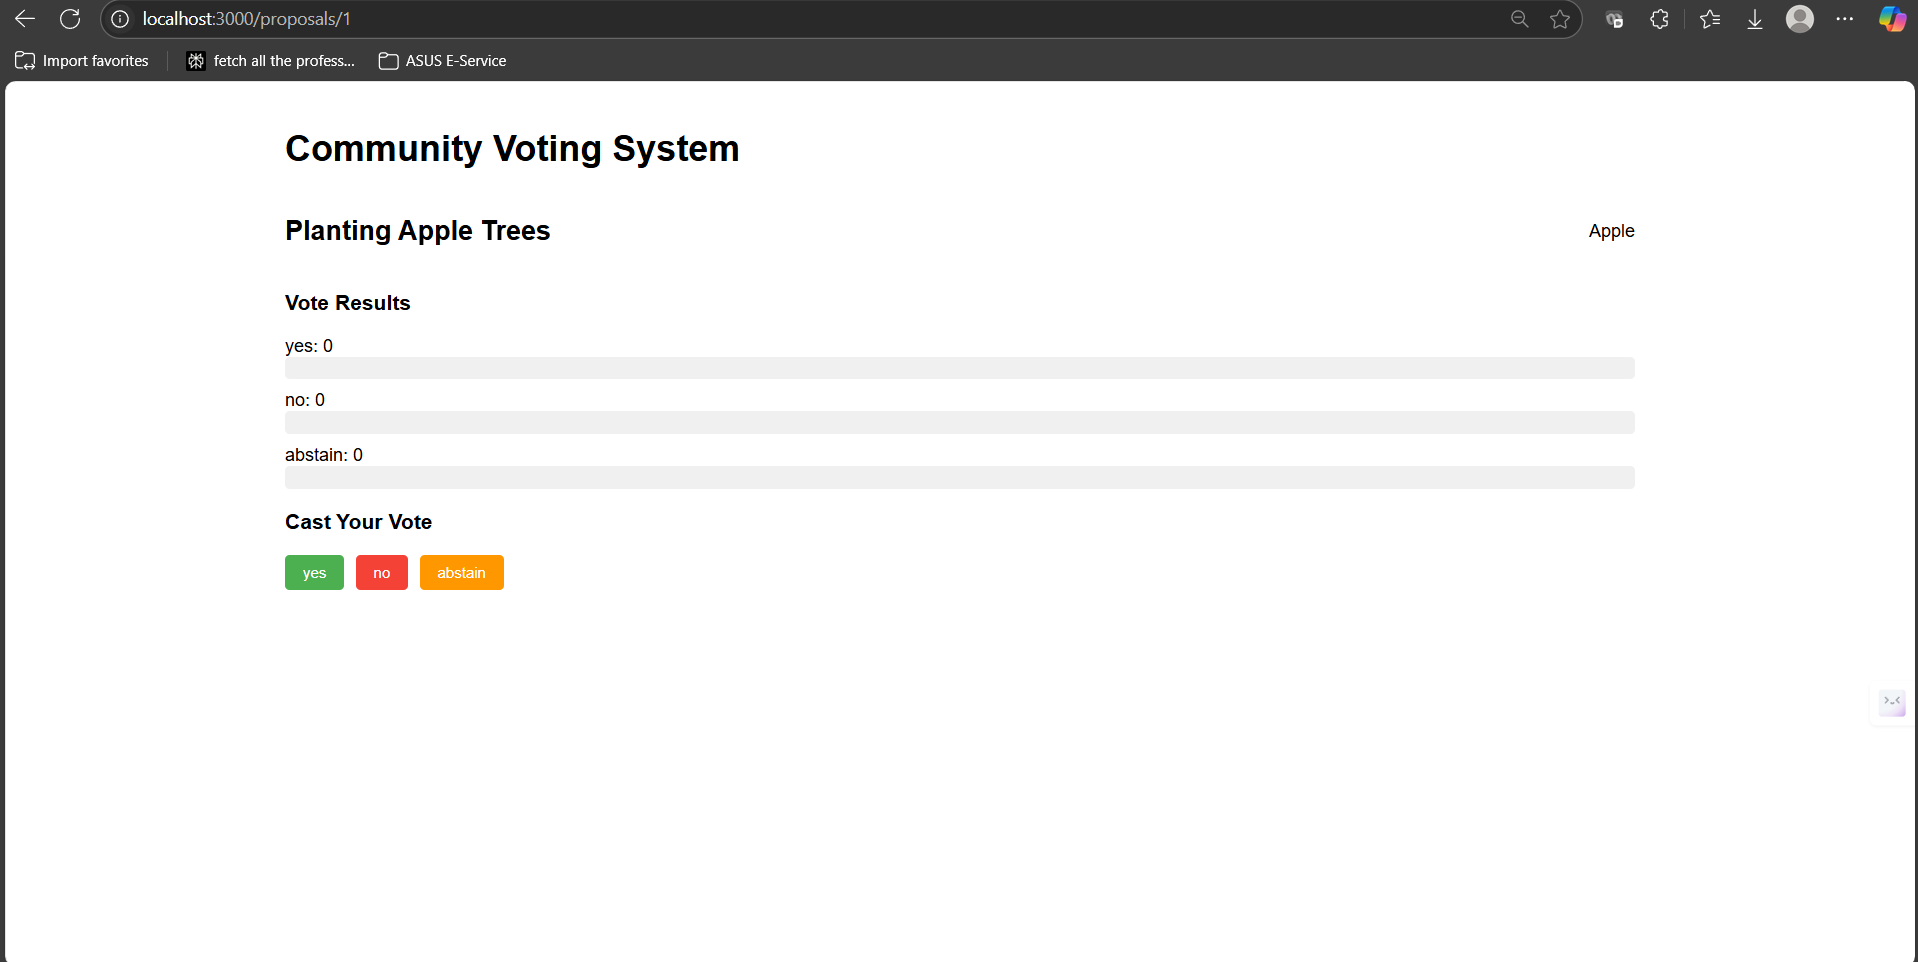 localhost:3000/proposals/1
Import favorites fetch all the profess... ASUS E-Service
Community Voting System
Planting Apple Trees Apple
Vote Results
yes: 0
no: 0
abstain: 0
Cast Your Vote
yes no abstain